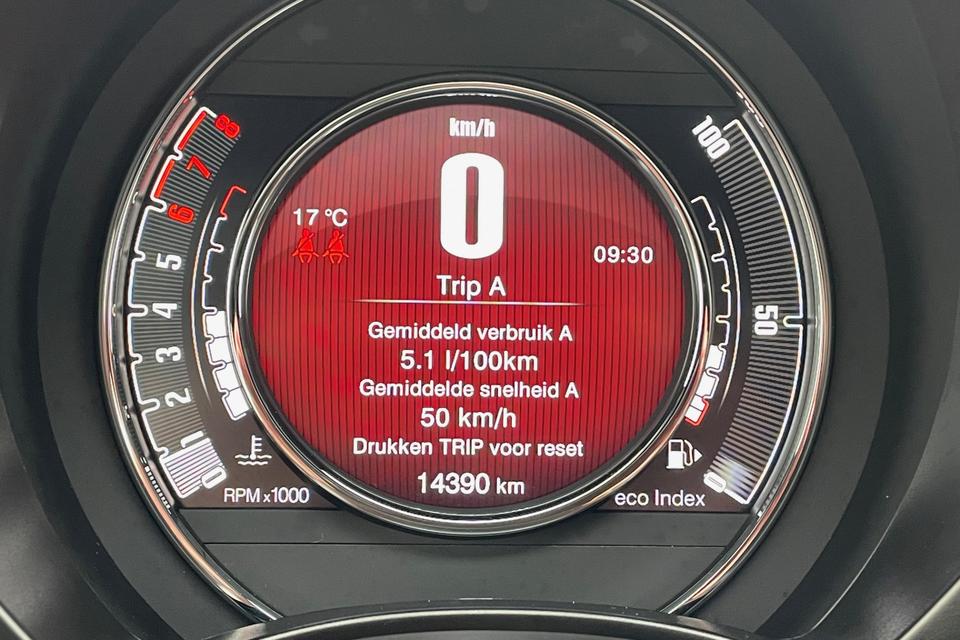 km/h
0
17 °C
09:30
Trip A
Gemiddeld verbruik A
5.1 l/100km
Gemiddelde snelheid A
50 km/h
Drukken TRIP voor reset
14390 km
8
7
6
5
4
3
2
1
0
RPM x1000
100
50
0
eco Index